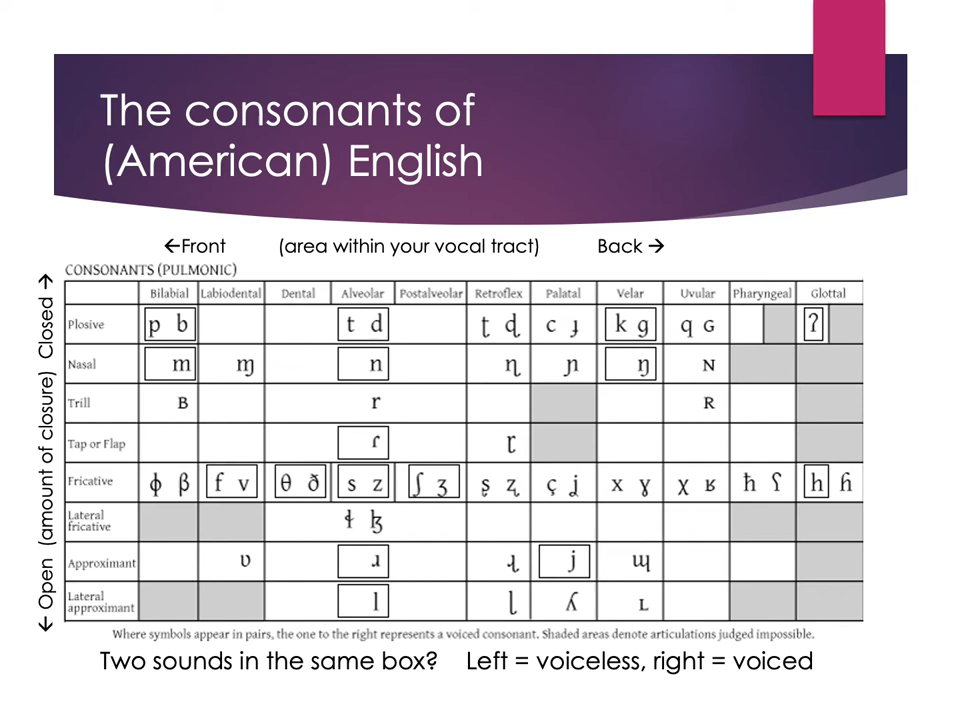 The consonants of
(American) English
←Front (area within your vocal tract) Back →
← Open (amount of closure) Closed →
CONSONANTS (PULMONIC)
Bilabial Labiodental Dental Alveolar Postalveolar Retroflex Palatal Velar Uvular Pharyngeal Glottal
Plosive p b t d ʈ ɖ c ɟ k ɡ q ɢ ʔ
Nasal m ɱ n ɳ ɲ ŋ ɴ
Trill ʙ r ʀ
Tap or Flap ɾ ɽ
Fricative ɸ β f v θ ð s z ʃ ʒ ʂ ʐ ç ʝ x ɣ χ ʁ ħ ʕ h ɦ
Lateral
fricative ɬ ɮ
Approximant ʋ ɹ ɻ j ɰ
Lateral
approximant l ɭ ʎ ʟ
Where symbols appear in pairs, the one to the right represents a voiced consonant. Shaded areas denote articulations judged impossible.
Two sounds in the same box? Left = voiceless, right = voiced